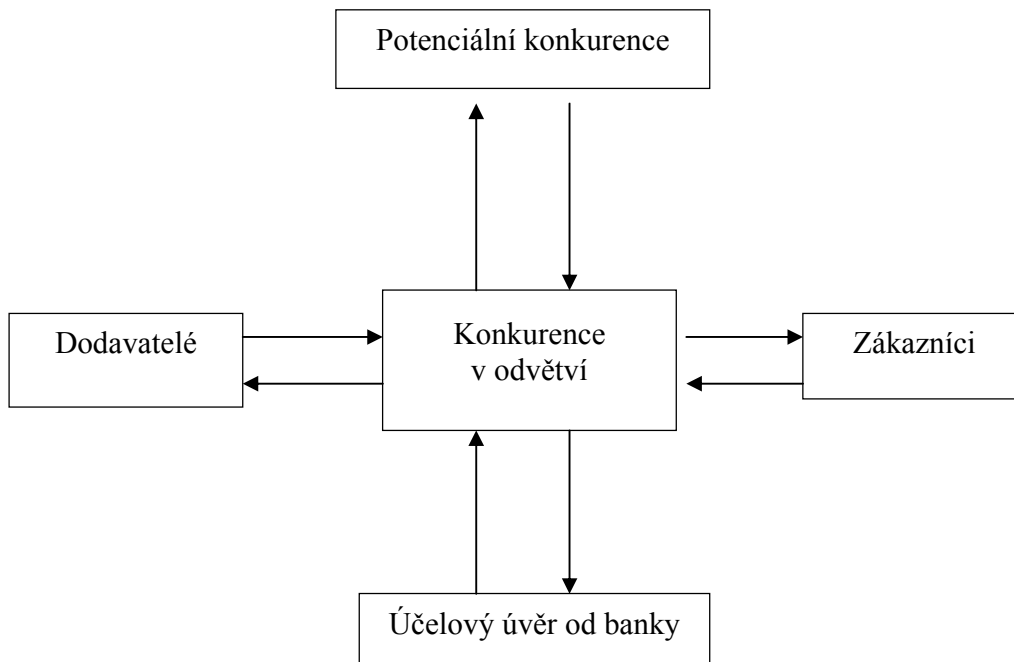 Potenciální konkurence
Dodavatelé
Konkurence
v odvětví
Zákazníci
Účelový úvěr od banky